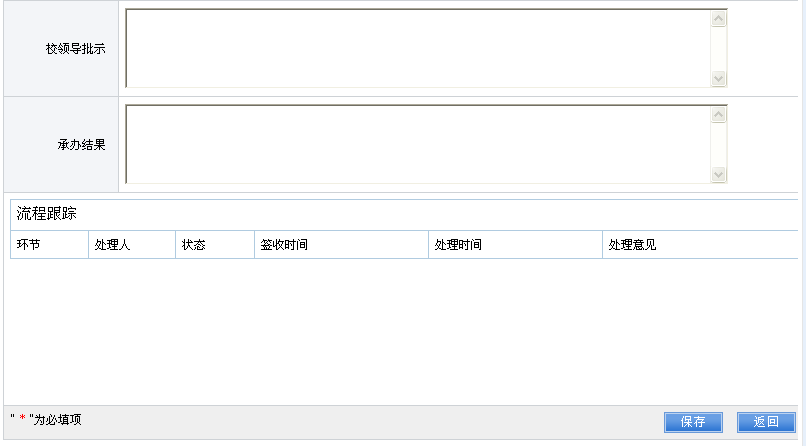 校领导批示
承办结果
流程跟踪
环节 处理人 状态 签收时间 处理时间 处理意见
" * "为必填项 保存 返回